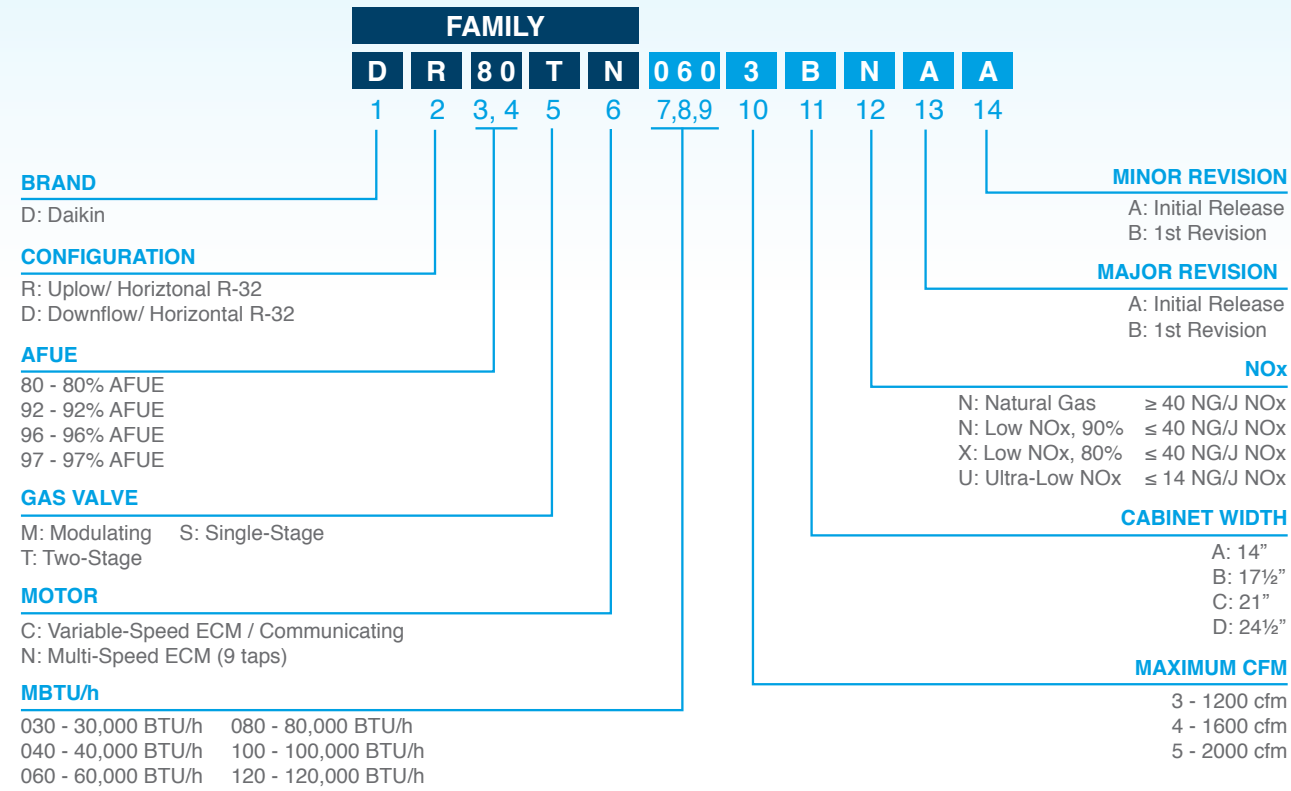 FAMILY
D R 80 T N 060 3 B N A A
1 2 3, 4 5 6 7,8,9 10 11 12 13 14
BRAND
D: Daikin
CONFIGURATION
R: Uplow/ Horiztonal R-32
D: Downflow/ Horizontal R-32
AFUE
80 - 80% AFUE
92 - 92% AFUE
96 - 96% AFUE
97 - 97% AFUE
GAS VALVE
M: Modulating S: Single-Stage
T: Two-Stage
MOTOR
C: Variable-Speed ECM / Communicating
N: Multi-Speed ECM (9 taps)
MBTU/h
030 - 30,000 BTU/h 080 - 80,000 BTU/h
040 - 40,000 BTU/h 100 - 100,000 BTU/h
060 - 60,000 BTU/h 120 - 120,000 BTU/h
MINOR REVISION
A: Initial Release
B: 1st Revision
MAJOR REVISION
A: Initial Release
B: 1st Revision
NOx
N: Natural Gas ≥ 40 NG/J NOx
N: Low NOx, 90% ≤ 40 NG/J NOx
X: Low NOx, 80% ≤ 40 NG/J NOx
U: Ultra-Low NOx ≤ 14 NG/J NOx
CABINET WIDTH
A: 14”
B: 17½”
C: 21”
D: 24½”
MAXIMUM CFM
3 - 1200 cfm
4 - 1600 cfm
5 - 2000 cfm